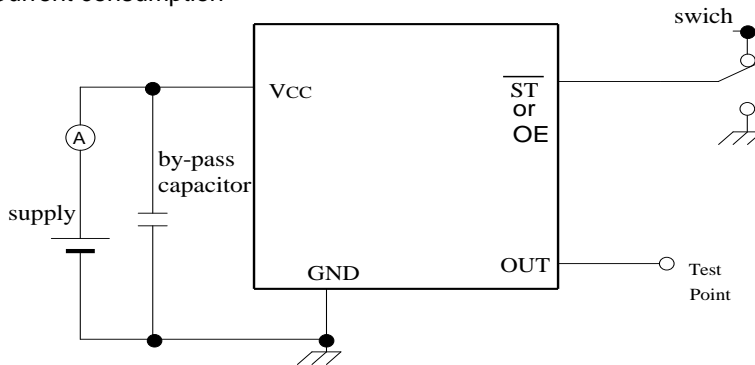 current consumption
swich
VCC
ST
or
OE
A
by-pass
capacitor
supply
GND
OUT
Test
Point